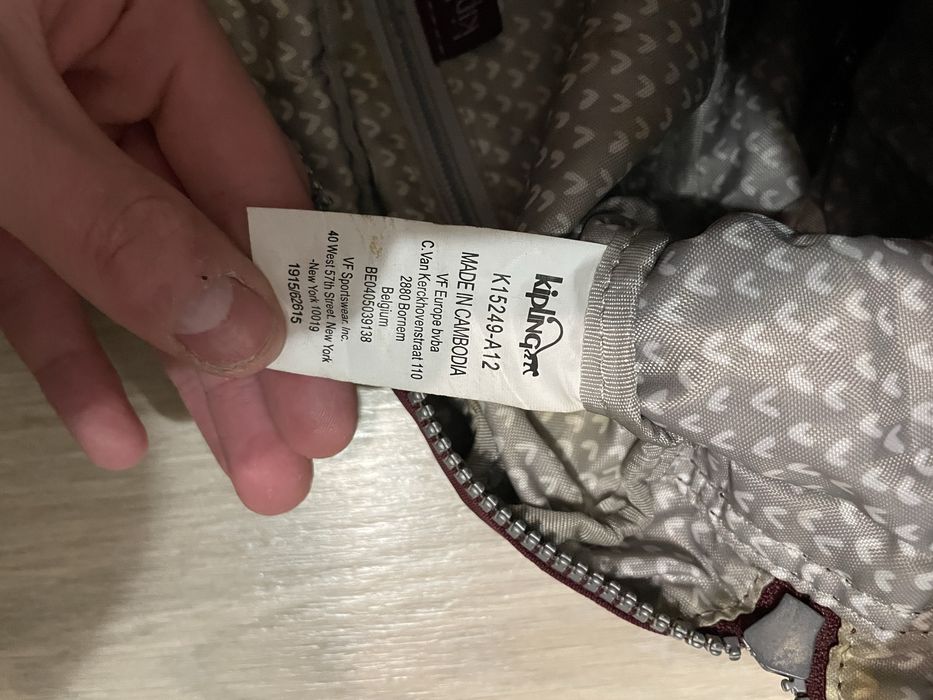 kipling
K15249-A12
MADE IN CAMBODIA
VF Europe bvba
C.Van Kerckhovenstraat 110
2880 Bornem
Belgium
BE0405039138
VF Sportswear. Inc.
40 West 57th Street. New York
-New York 10019
1915/62615